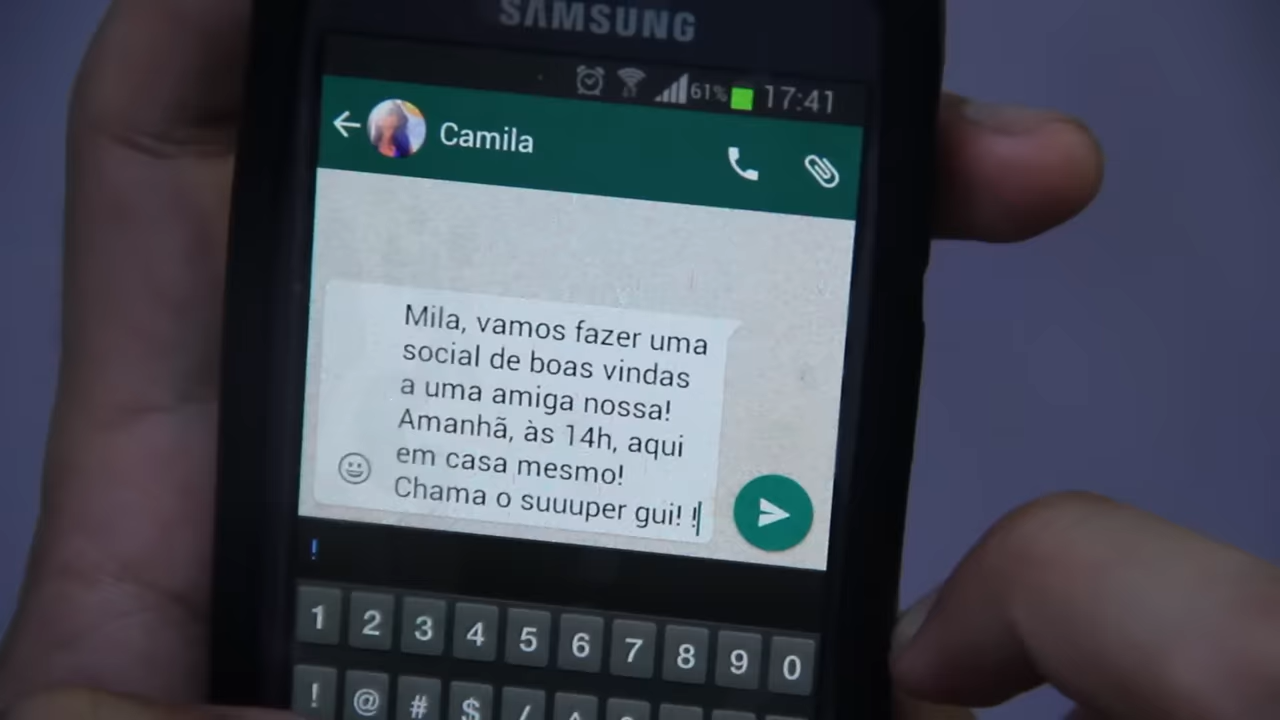 SAMSUNG
61% 17:41
Camila
Mila, vamos fazer uma
social de boas vindas
a uma amiga nossa!
Amanhã, às 14h, aqui
em casa mesmo!
Chama o suuuper gui! !
!
1 2 3 4 5 6 7 8 9 0
! @ # $ /